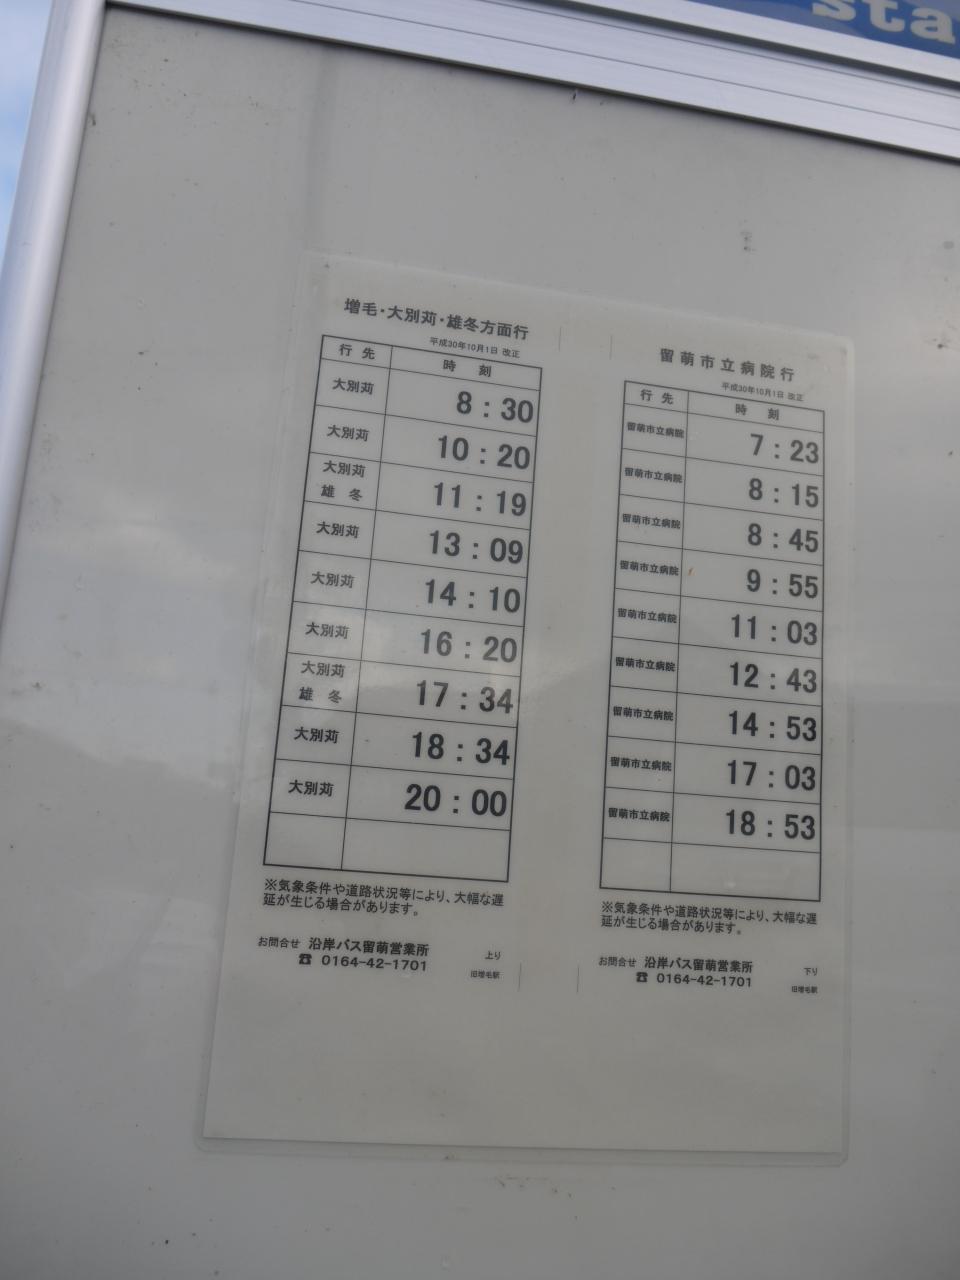 sta
増毛・大別苅・雄冬方面行
平成30年10月1日 改正
行先 時刻
大別苅 8:30
大別苅 10:20
大別苅
雄冬 11:19
大別苅 13:09
大別苅 14:10
大別苅 16:20
大別苅
雄冬 17:34
大別苅 18:34
大別苅 20:00
※気象条件や道路状況等により、大幅な遅
延が生じる場合があります。
お問合せ 沿岸バス留萌営業所 上り
☎ 0164-42-1701 旧増毛駅
留萌市立病院行
平成30年10月1日 改正
行先 時刻
留萌市立病院 7:23
留萌市立病院 8:15
留萌市立病院 8:45
留萌市立病院 9:55
留萌市立病院 11:03
留萌市立病院 12:43
留萌市立病院 14:53
留萌市立病院 17:03
留萌市立病院 18:53
※気象条件や道路状況等により、大幅な遅
延が生じる場合があります。
お問合せ 沿岸バス留萌営業所 下り
☎ 0164-42-1701 旧増毛駅